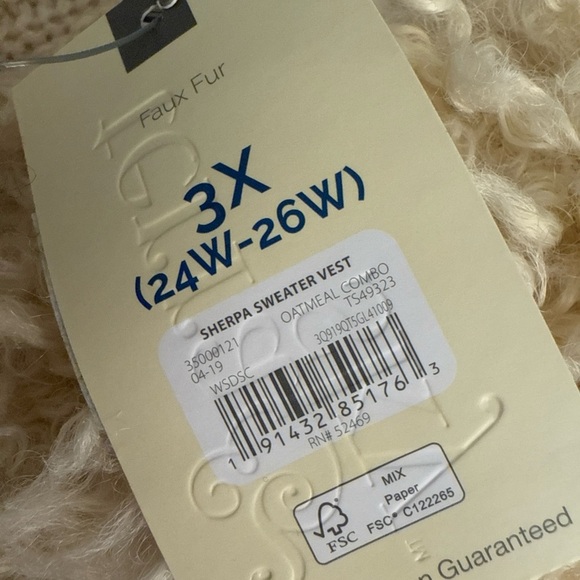 Faux Fur
3X
(24W-26W)
SHERPA SWEATER VEST
OATMEAL COMBO
35000121 TS49323
04-19
WSDSC 3Q919QT5GL41009
1 91432 85176 3
RN# 52469
MIX
Paper
FSC® C122265
FSC
Guaranteed